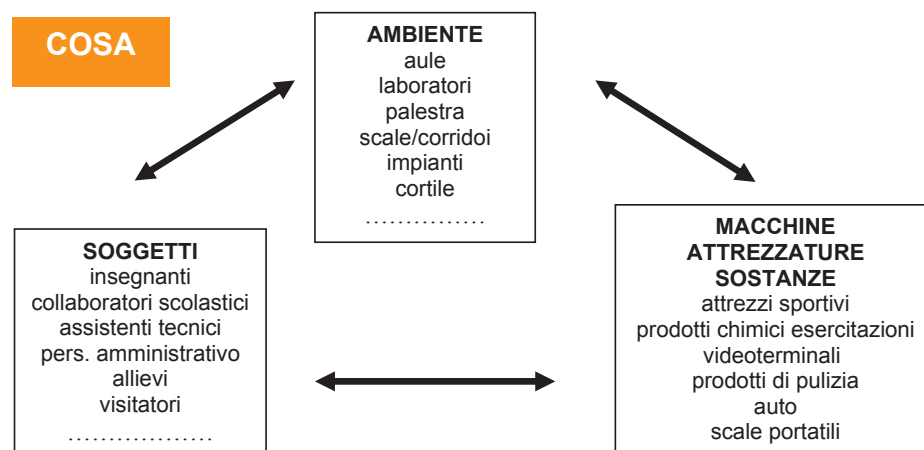 COSA
AMBIENTE
aule
laboratori
palestra
scale/corridoi
impianti
cortile
...............
SOGGETTI
insegnanti
collaboratori scolastici
assistenti tecnici
pers. amministrativo
allievi
visitatori
..................
MACCHINE
ATTREZZATURE
SOSTANZE
attrezzi sportivi
prodotti chimici esercitazioni
videoterminali
prodotti di pulizia
auto
scale portatili